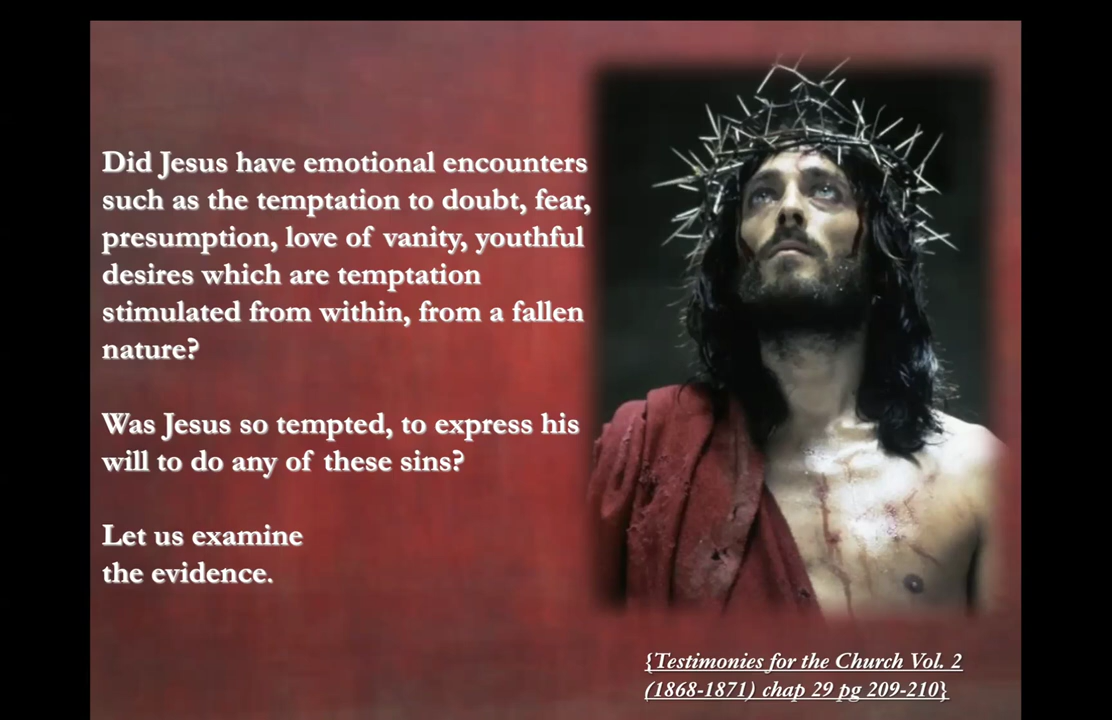 Did Jesus have emotional encounters
such as the temptation to doubt, fear,
presumption, love of vanity, youthful
desires which are temptation
stimulated from within, from a fallen
nature?
Was Jesus so tempted, to express his
will to do any of these sins?
Let us examine
the evidence.
{Testimonies for the Church Vol. 2
(1868-1871) chap 29 pg 209-210}